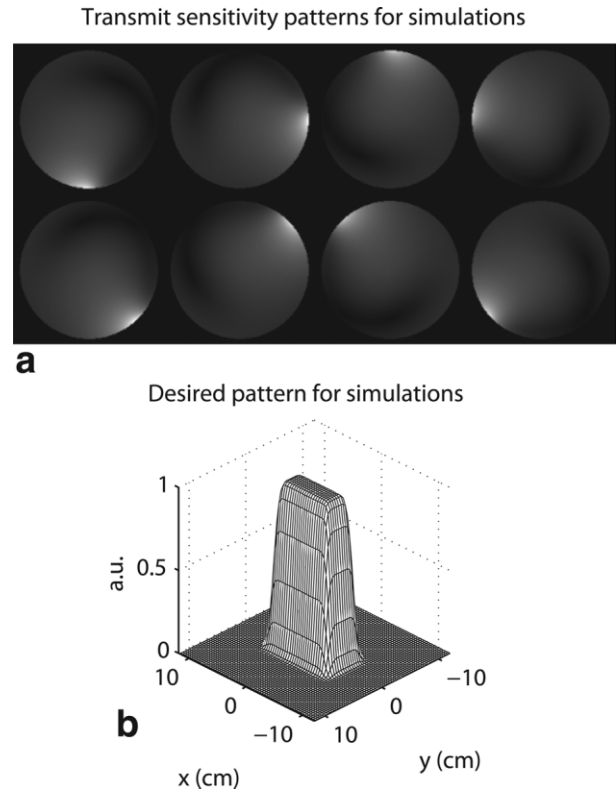 Transmit sensitivity patterns for simulations
a
Desired pattern for simulations
1
0.5
0
a.u.
10
0
−10
x (cm)
10
0
−10
y (cm)
b